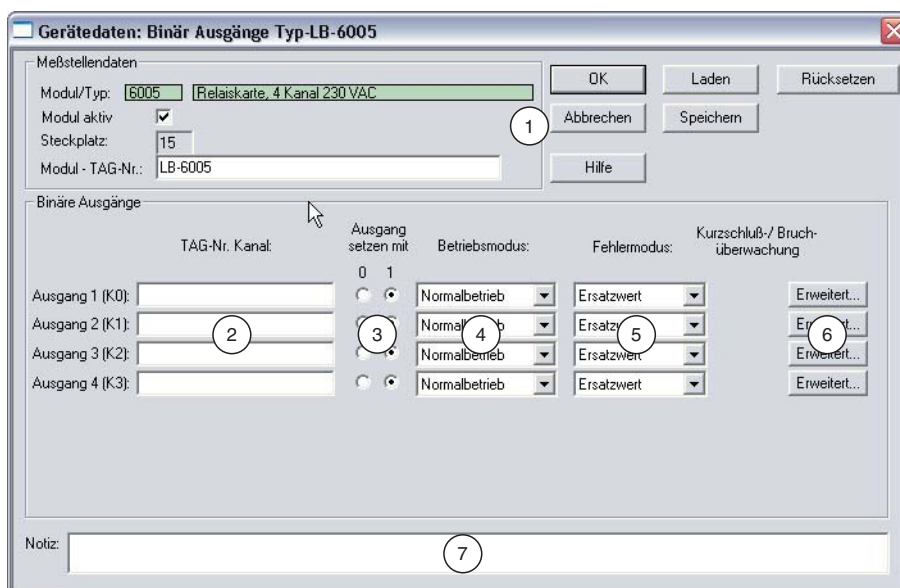 Gerätedaten: Binär Ausgänge Typ-LB-6005
Meßstellendaten
Modul/Typ: 6005 Relaiskarte, 4 Kanal 230 VAC
Modul aktiv
Steckplatz: 15
Modul - TAG-Nr.: LB-6005
OK Laden Rücksetzen
1 Abbrechen Speichern
Hilfe
Binäre Ausgänge
TAG-Nr. Kanal:
Ausgang setzen mit
0 1
Betriebsmodus:
Fehlermodus:
Kurzschluß-/ Bruch-
überwachung
Ausgang 1 (K0): Normalbetrieb Ersatzwert Erweitert...
Ausgang 2 (K1): Normalbetrieb Erweitert...
Ausgang 3 (K2): Normalbetrieb Ersatzwert Erweitert...
Ausgang 4 (K3): Normalbetrieb Ersatzwert Erweitert...
2 3 4 5 6
Notiz:
7